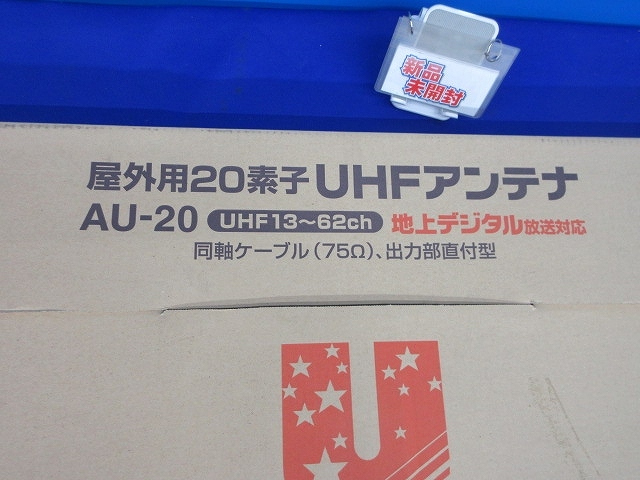 新品
未開封
屋外用20素子UHFアンテナ
AU-20 UHF13～62ch 地上デジタル放送対応
同軸ケーブル(75Ω)、出力部直付型
U